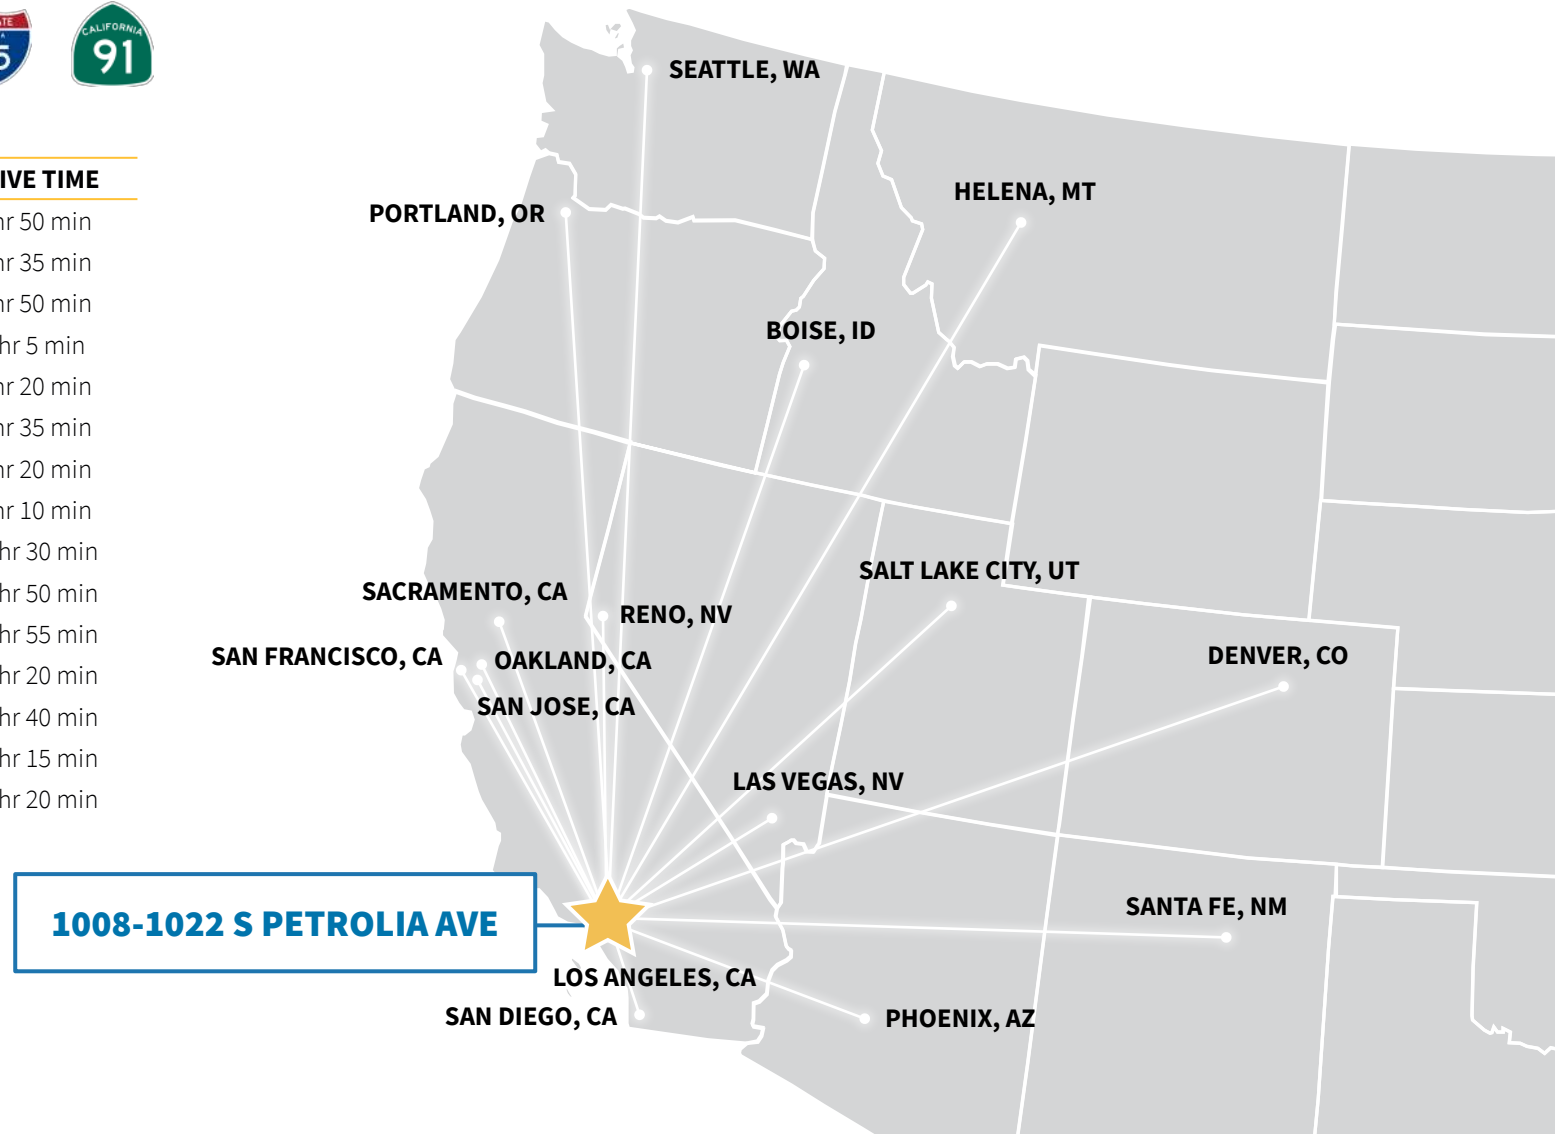 CALIFORNIA
91
IVE TIME
hr 50 min
hr 35 min
hr 50 min
hr 5 min
hr 20 min
hr 35 min
hr 20 min
hr 10 min
hr 30 min
hr 50 min
hr 55 min
hr 20 min
hr 40 min
hr 15 min
hr 20 min
SEATTLE, WA
HELENA, MT
PORTLAND, OR
BOISE, ID
SALT LAKE CITY, UT
SACRAMENTO, CA
RENO, NV
SAN FRANCISCO, CA
OAKLAND, CA
DENVER, CO
SAN JOSE, CA
LAS VEGAS, NV
SANTA FE, NM
1008-1022 S PETROLIA AVE
LOS ANGELES, CA
SAN DIEGO, CA
PHOENIX, AZ